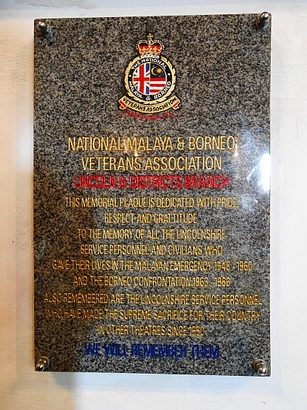 NATIONAL MALAYA & BORNEO
VETERANS ASSOCIATION
LINCOLN & DISTRICTS BRANCH
THIS MEMORIAL PLAQUE IS DEDICATED WITH PRIDE
RESPECT AND GRATITUDE
TO THE MEMORY OF ALL THE LINCOLNSHIRE
SERVICE PERSONNEL AND CIVILIANS WHO
GAVE THEIR LIVES IN THE MALAYAN EMERGENCY 1948 - 1960
AND THE BORNEO CONFRONTATION 1963 - 1966
ALSO REMEMBERED ARE THE LINCOLNSHIRE SERVICE PERSONNEL
WHO HAVE MADE THE SUPREME SACRIFICE FOR THEIR COUNTRY
IN OTHER THEATRES SINCE
WE WILL REMEMBER THEM